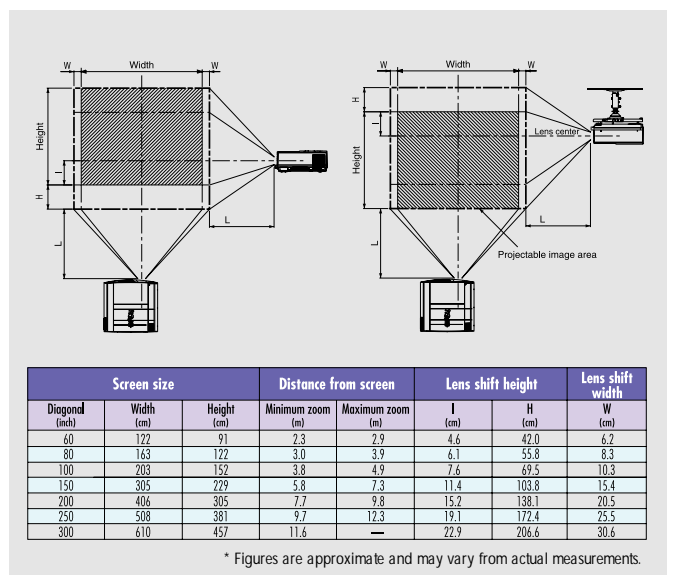 W Width W
Height
I
H
L
L
W Width W
H
I
Height
Lens center
L
L
Projectable image area
Screen size Distance from screen Lens shift height Lens shift width
Diagonal (inch) Width (cm) Height (cm) Minimum zoom (m) Maximum zoom (m) I (cm) H (cm) W (cm)
60 122 91 2.3 2.9 4.6 42.0 6.2
80 163 122 3.0 3.9 6.1 55.8 8.3
100 203 152 3.8 4.9 7.6 69.5 10.3
150 305 229 5.8 7.3 11.4 103.8 15.4
200 406 305 7.7 9.8 15.2 138.1 20.5
250 508 381 9.7 12.3 19.1 172.4 25.5
300 610 457 11.6 — 22.9 206.6 30.6
* Figures are approximate and may vary from actual measurements.